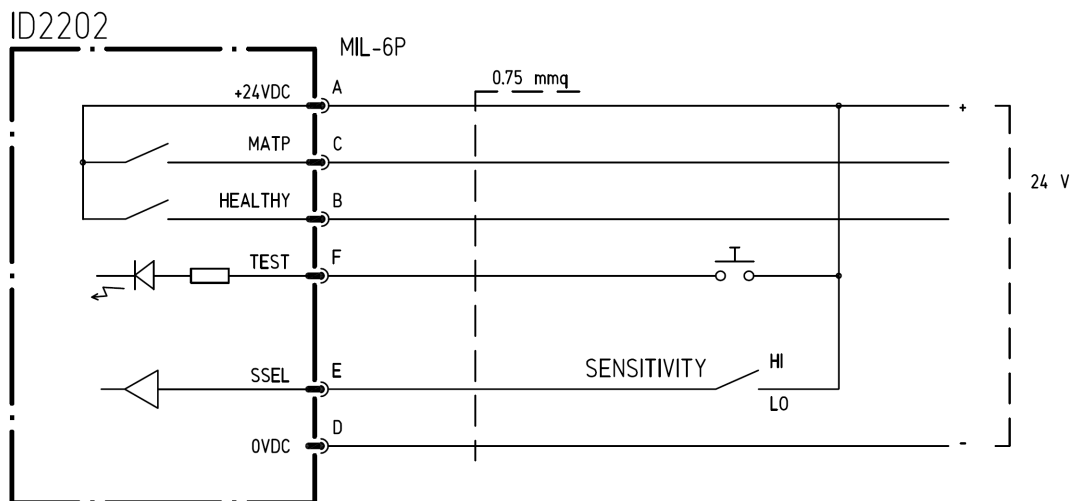 ID2202
MIL-6P
0.75 mmq
+24VDC A +
MATP C
24 V
HEALTHY B
TEST F
SENSITIVITY HI
SSEL E
LO
0VDC D -